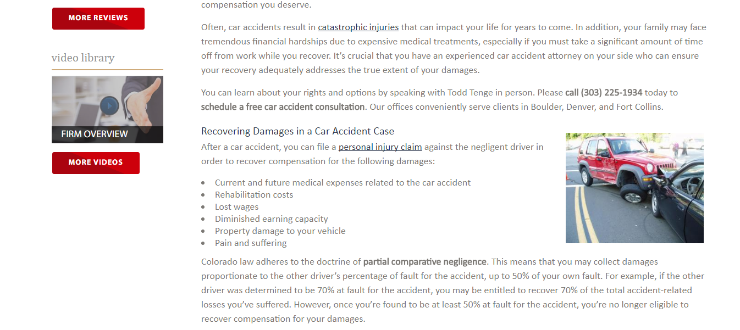 compensation you deserve.
MORE REVIEWS
video library
FIRM OVERVIEW
MORE VIDEOS
Often, car accidents result in catastrophic injuries that can impact your life for years to come. In addition, your family may face
tremendous financial hardships due to expensive medical treatments, especially if you must take a significant amount of time
off from work while you recover. It's crucial that you have an experienced car accident attorney on your side who can ensure
your recovery adequately addresses the true extent of your damages.
You can learn about your rights and options by speaking with Todd Tenge in person. Please call (303) 225-1934 today to
schedule a free car accident consultation. Our offices conveniently serve clients in Boulder, Denver, and Fort Collins.
Recovering Damages in a Car Accident Case
After a car accident, you can file a personal injury claim against the negligent driver in
order to recover compensation for the following damages:
• Current and future medical expenses related to the car accident
• Rehabilitation costs
• Lost wages
• Diminished earning capacity
• Property damage to your vehicle
• Pain and suffering
Colorado law adheres to the doctrine of partial comparative negligence. This means that you may collect damages
proportionate to the other driver's percentage of fault for the accident, up to 50% of your own fault. For example, if the other
driver was determined to be 70% at fault for the accident, you may be entitled to recover 70% of the total accident-related
losses you've suffered. However, once you're found to be at least 50% at fault for the accident, you're no longer eligible to
recover compensation for your damages.